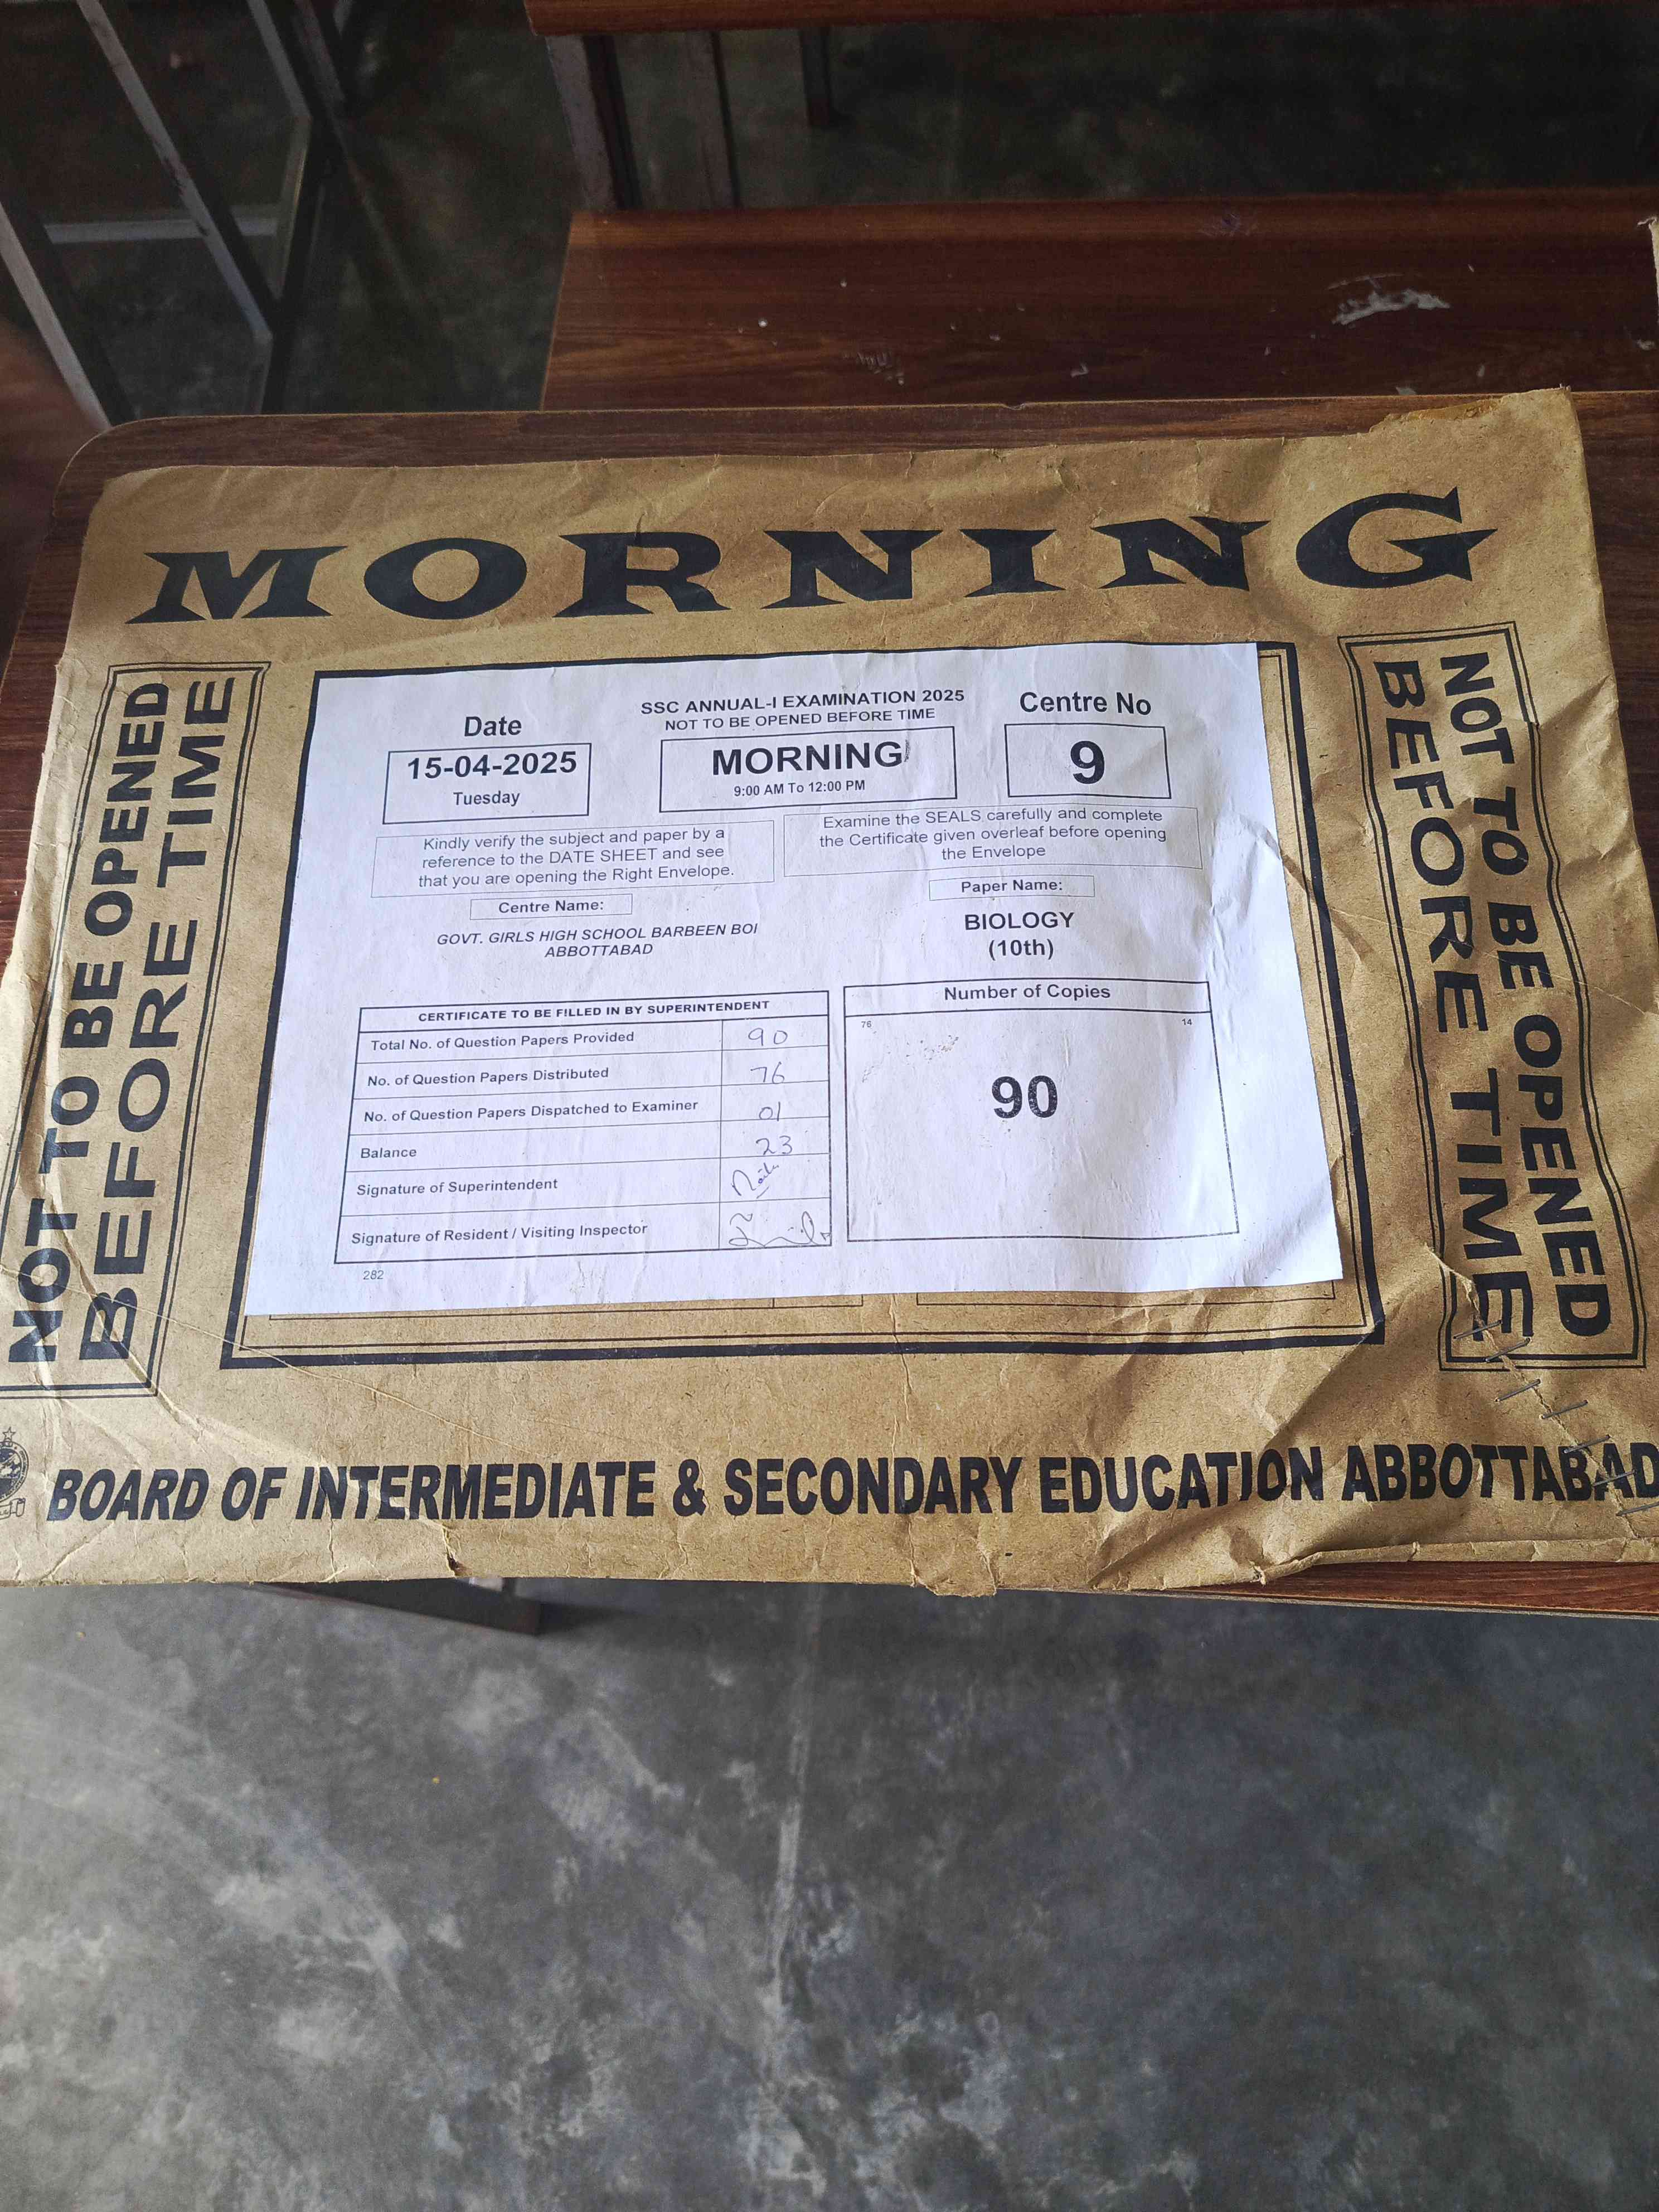 MORNING
NOT TO BE OPENED
BEFORE TIME
SSC ANNUAL-I EXAMINATION 2025
NOT TO BE OPENED BEFORE TIME
Date
15-04-2025
Tuesday
MORNING
9:00 AM To 12:00 PM
Centre No
9
Kindly verify the subject and paper by a
reference to the DATE SHEET and see
that you are opening the Right Envelope.
Examine the SEALS carefully and complete
the Certificate given overleaf before opening
the Envelope
Centre Name:
GOVT. GIRLS HIGH SCHOOL BARBEEN BOI
ABBOTTABAD
Paper Name:
BIOLOGY
(10th)
CERTIFICATE TO BE FILLED IN BY SUPERINTENDENT
Total No. of Question Papers Provided 90
No. of Question Papers Distributed 76
No. of Question Papers Dispatched to Examiner 01
Balance 23
Signature of Superintendent
Signature of Resident / Visiting Inspector
282
Number of Copies
76 14
90
NOT TO BE OPENED
BEFORE TIME
BOARD OF INTERMEDIATE & SECONDARY EDUCATION ABBOTTABAD